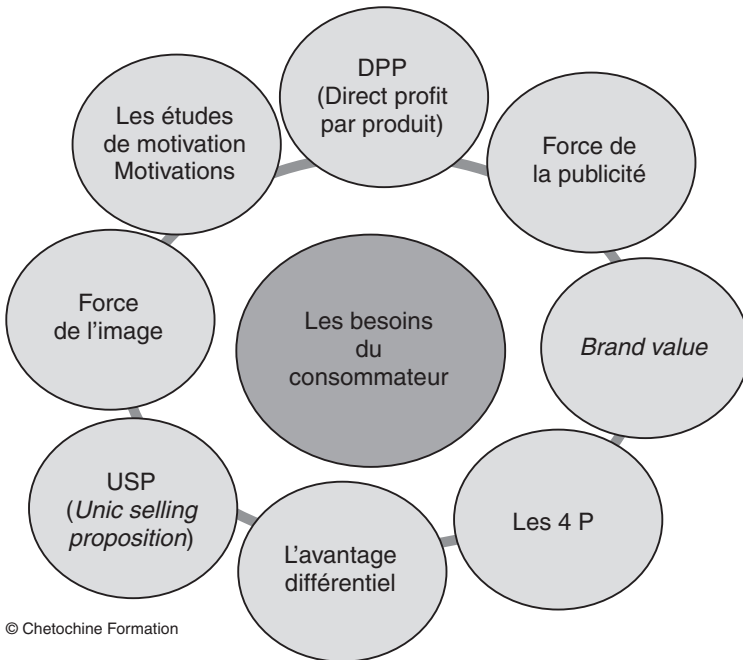 DPP
(Direct profit
par produit)
Les études
de motivation
Motivations
Force de
la publicité
Force
de l’image
Les besoins
du
consommateur
Brand value
USP
(Unic selling
proposition)
Les 4 P
L’avantage
différentiel
© Chetochine Formation